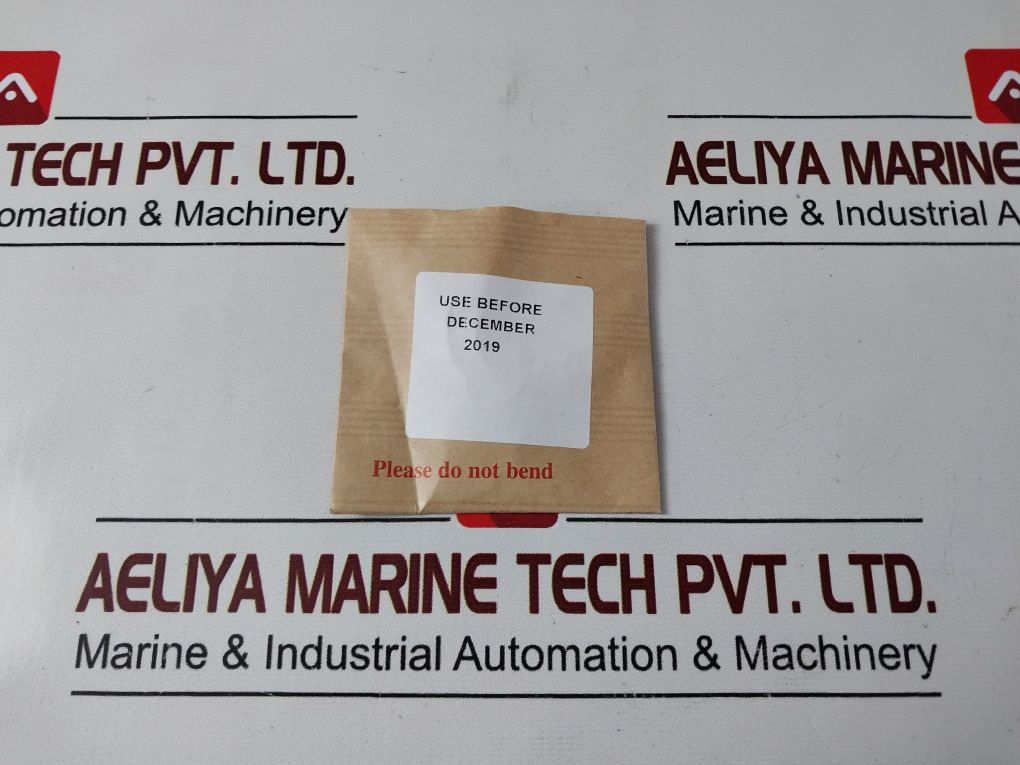 TECH PVT. LTD.
omation & Machinery
AELIYA MARINE
Marine & Industrial A
USE BEFORE
DECEMBER
2019
Please do not bend
AELIYA MARINE TECH PVT. LTD.
Marine & Industrial Automation & Machinery